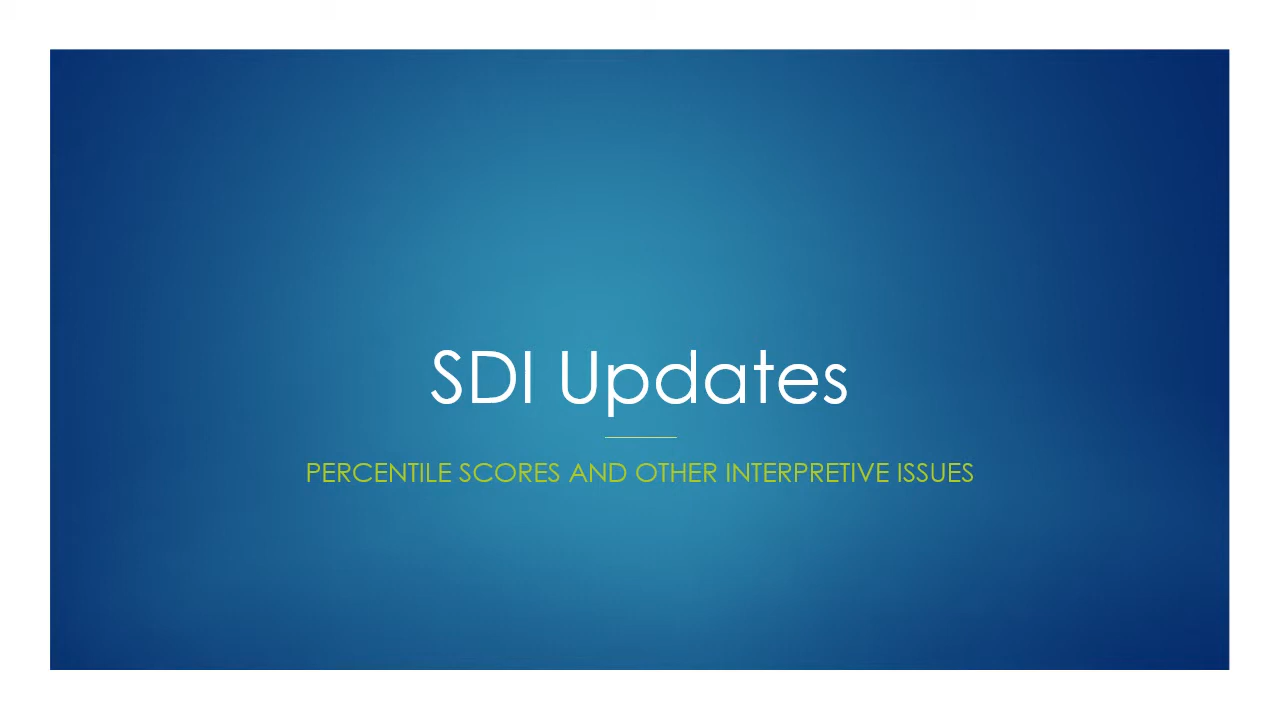 SDI Updates
PERCENTILE SCORES AND OTHER INTERPRETIVE ISSUES